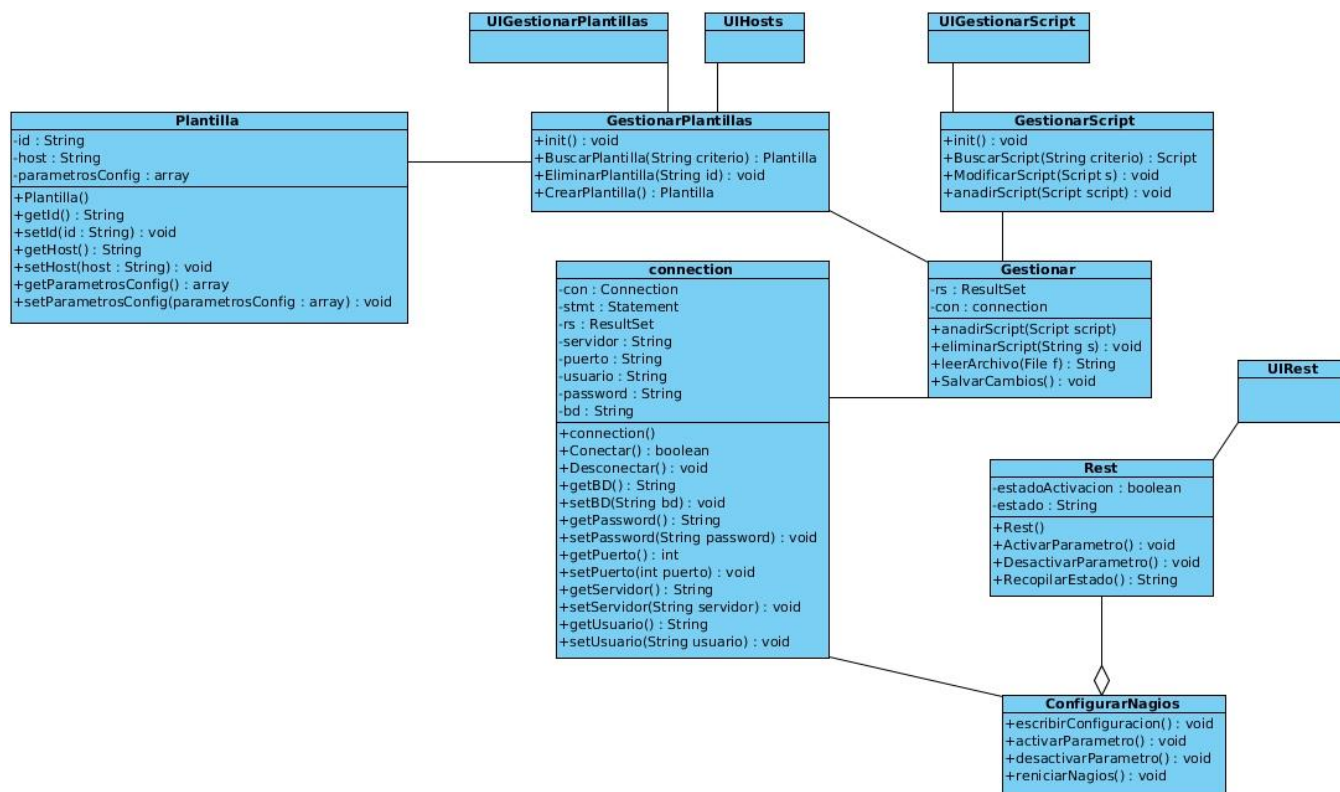 UIGestionarPlantillas
UIHosts
UIGestionarScript
Plantilla
-id : String
-host : String
-parametrosConfig : array
+Plantilla()
+getId() : String
+setId(id : String) : void
+getHost() : String
+setHost(host : String) : void
+getParametrosConfig() : array
+setParametrosConfig(parametrosConfig : array) : void
GestionarPlantillas
+init() : void
+BuscarPlantilla(String criterio) : Plantilla
+EliminarPlantilla(String id) : void
+CrearPlantilla() : Plantilla
GestionarScript
+init() : void
+BuscarScript(String criterio) : Script
+ModificarScript(Script s) : void
+anadirScript(Script script) : void
connection
-con : Connection
-stmt : Statement
-rs : ResultSet
-servidor : String
-puerto : String
-usuario : String
-password : String
-bd : String
+connection()
+Conectar() : boolean
+Desconectar() : void
+getBD() : String
+setBD(String bd) : void
+getPassword() : String
+setPassword(String password) : void
+getPuerto() : int
+setPuerto(int puerto) : void
+getServidor() : String
+setServidor(String servidor) : void
+getUsuario() : String
+setUsuario(String usuario) : void
Gestionar
-rs : ResultSet
-con : connection
+anadirScript(Script script)
+eliminarScript(String s) : void
+leerArchivo(File f) : String
+SalvarCambios() : void
UIRest
Rest
-estadoActivacion : boolean
-estado : String
+Rest()
+ActivarParametro() : void
+DesactivarParametro() : void
+RecopilarEstado() : String
ConfigurarNagios
+escribirConfiguracion() : void
+activarParametro() : void
+desactivarParametro() : void
+reniciarNagios() : void